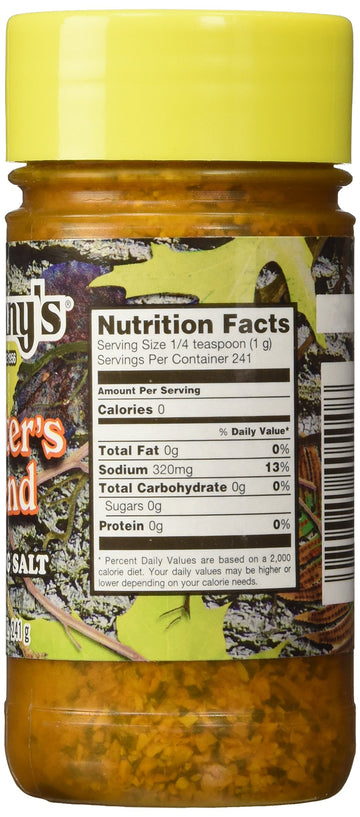 ny's®
er's
nd
G SALT
241 g
Nutrition Facts
Serving Size 1/4 teaspoon (1 g)
Servings Per Container 241
Amount Per Serving
Calories 0
% Daily Value*
Total Fat 0g 0%
Sodium 320mg 13%
Total Carbohydrate 0g 0%
Sugars 0g
Protein 0g 0%
* Percent Daily Values are based on a 2,000
calorie diet. Your daily values may be higher or
lower depending on your calorie needs.